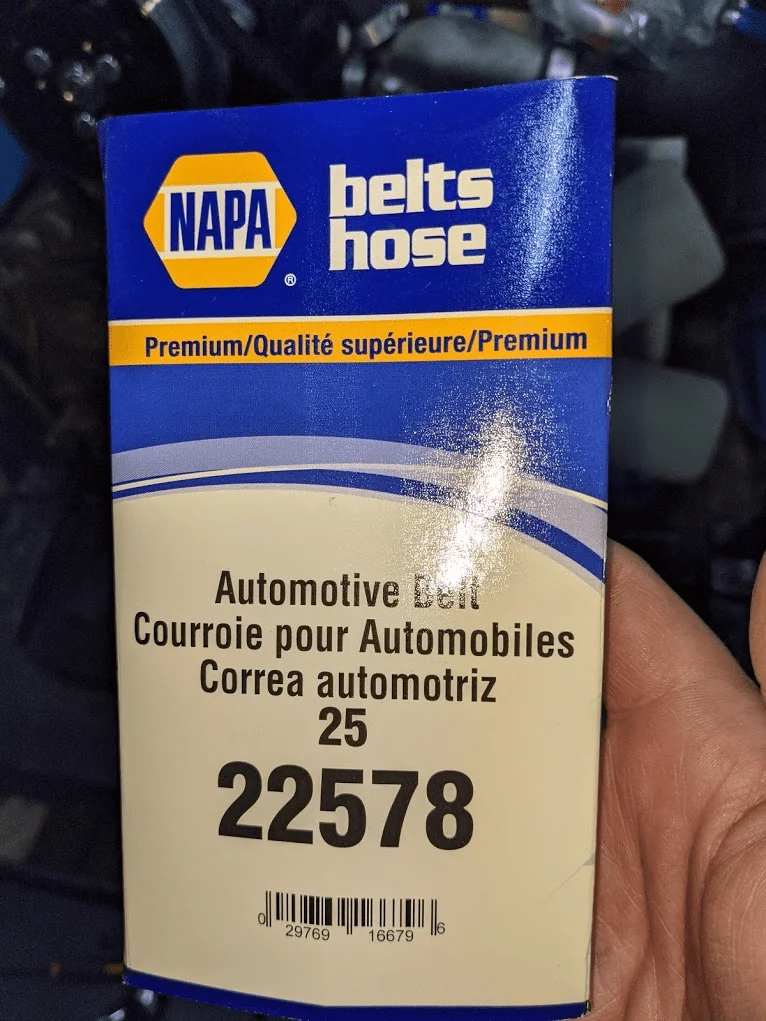 NAPA
®
belts
hose
Premium/Qualité supérieure/Premium
Automotive Belt
Courroie pour Automobiles
Correa automotriz
25
22578
0 29769 16679 6